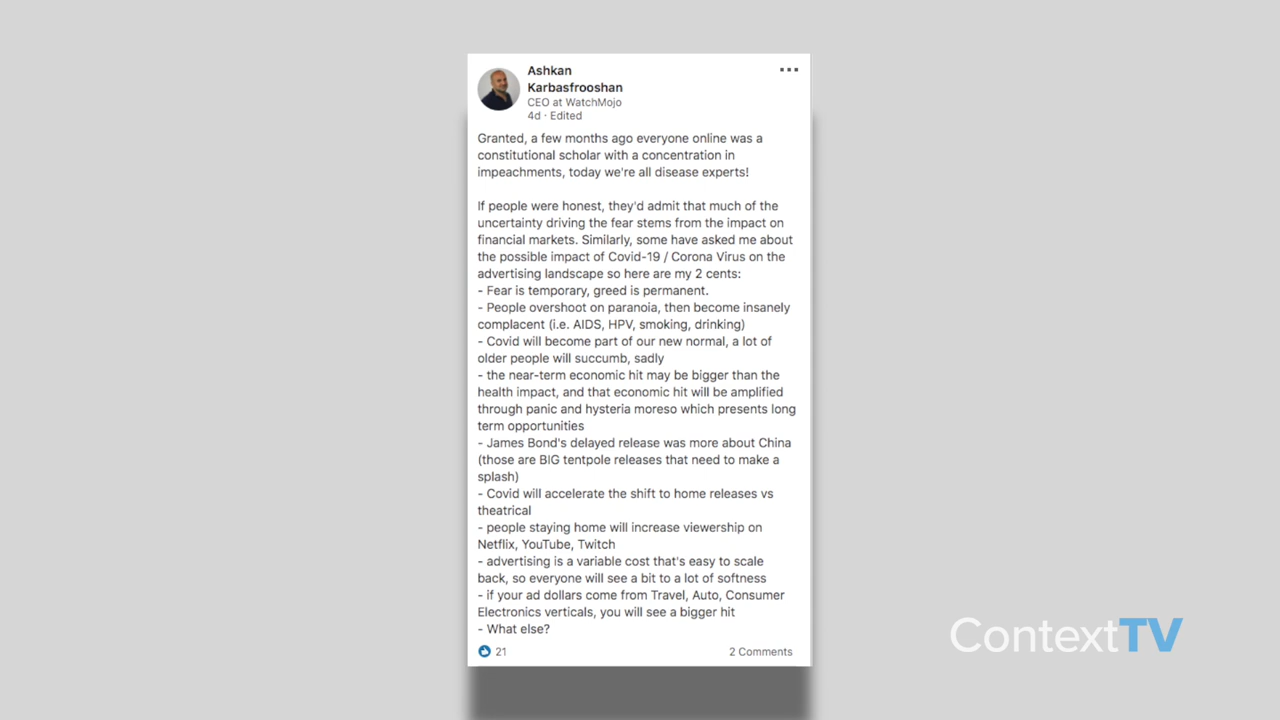 Ashkan
Karbasfrooshan
CEO at WatchMojo
4d · Edited
Granted, a few months ago everyone online was a
constitutional scholar with a concentration in
impeachments, today we're all disease experts!
If people were honest, they'd admit that much of the
uncertainty driving the fear stems from the impact on
financial markets. Similarly, some have asked me about
the possible impact of Covid-19 / Corona Virus on the
advertising landscape so here are my 2 cents:
- Fear is temporary, greed is permanent.
- People overshoot on paranoia, then become insanely
complacent (i.e. AIDS, HPV, smoking, drinking)
- Covid will become part of our new normal, a lot of
older people will succumb, sadly
- the near-term economic hit may be bigger than the
health impact, and that economic hit will be amplified
through panic and hysteria moreso which presents long
term opportunities
- James Bond's delayed release was more about China
(those are BIG tentpole releases that need to make a
splash)
- Covid will accelerate the shift to home releases vs
theatrical
- people staying home will increase viewership on
Netflix, YouTube, Twitch
- advertising is a variable cost that's easy to scale
back, so everyone will see a bit to a lot of softness
- if your ad dollars come from Travel, Auto, Consumer
Electronics verticals, you will see a bigger hit
- What else?
21
2 Comments
ContextTV